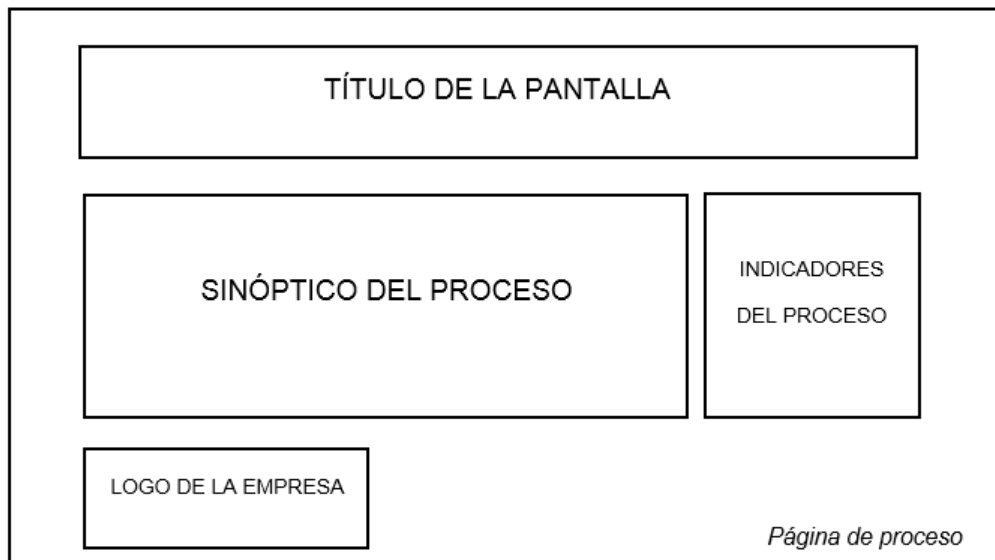 TÍTULO DE LA PANTALLA
SINÓPTICO DEL PROCESO
INDICADORES
DEL PROCESO
LOGO DE LA EMPRESA
Página de proceso